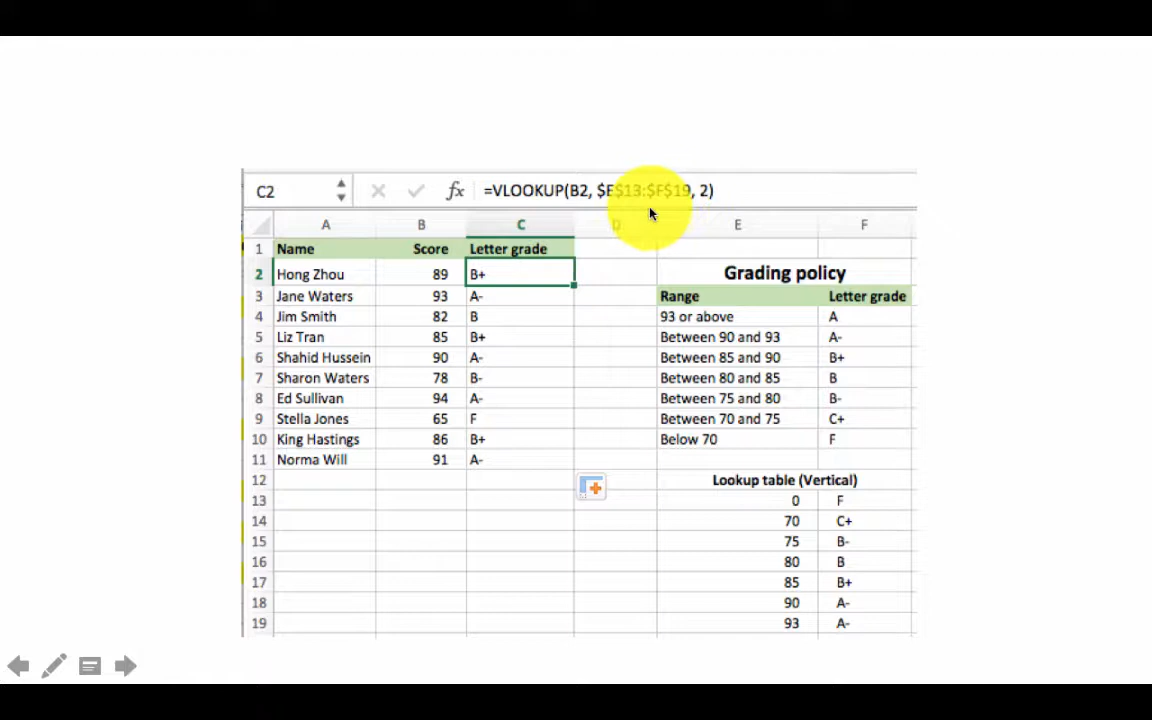 C2 fx =VLOOKUP(B2, $E$13:$F$19, 2)
A B C D E F
1 Name Score Letter grade
2 Hong Zhou 89 B+ Grading policy
3 Jane Waters 93 A- Range Letter grade
4 Jim Smith 82 B 93 or above A
5 Liz Tran 85 B+ Between 90 and 93 A-
6 Shahid Hussein 90 A- Between 85 and 90 B+
7 Sharon Waters 78 B- Between 80 and 85 B
8 Ed Sullivan 94 A- Between 75 and 80 B-
9 Stella Jones 65 F Between 70 and 75 C+
10 King Hastings 86 B+ Below 70 F
11 Norma Will 91 A-
12 Lookup table (Vertical)
13 0 F
14 70 C+
15 75 B-
16 80 B
17 85 B+
18 90 A-
19 93 A-